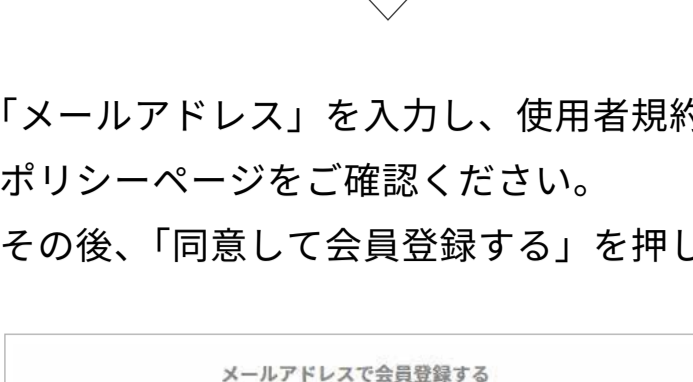 「メールアドレス」を入力し、使用者規約
ポリシーページをご確認ください。
その後、「同意して会員登録する」を押し
メールアドレスで会員登録する